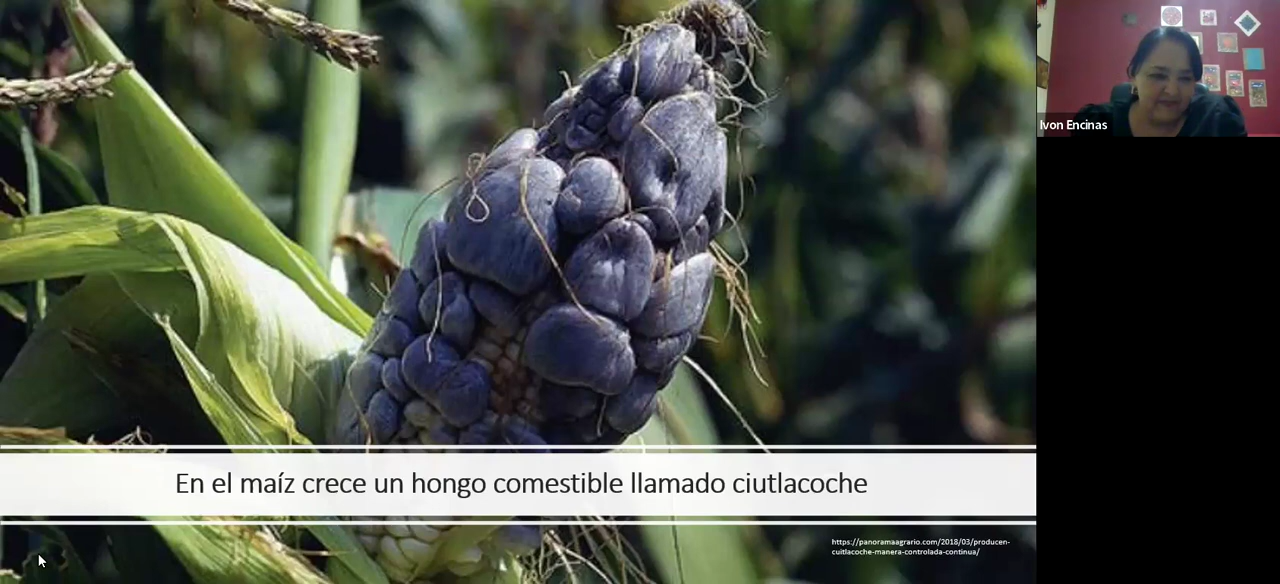 Ivon Encinas
En el maíz crece un hongo comestible llamado ciutlacoche
https://panoramaagrario.com/2018/03/producen-
cuitlacoche-manera-controlada-continua/